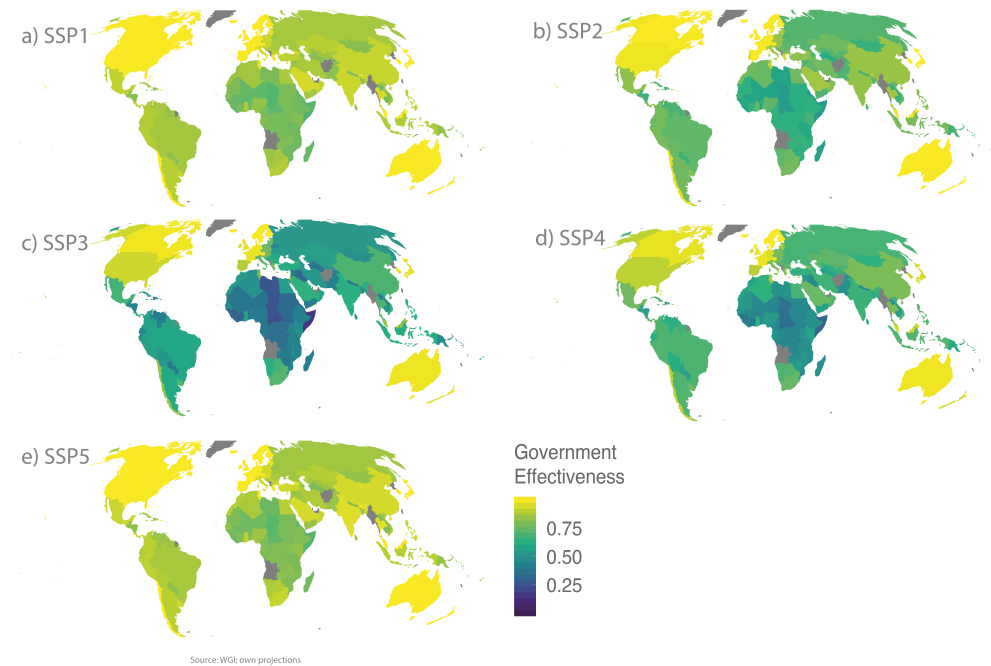 a) SSP1
b) SSP2
c) SSP3
d) SSP4
e) SSP5
Government
Effectiveness
0.75
0.50
0.25
Source: WGI; own projections